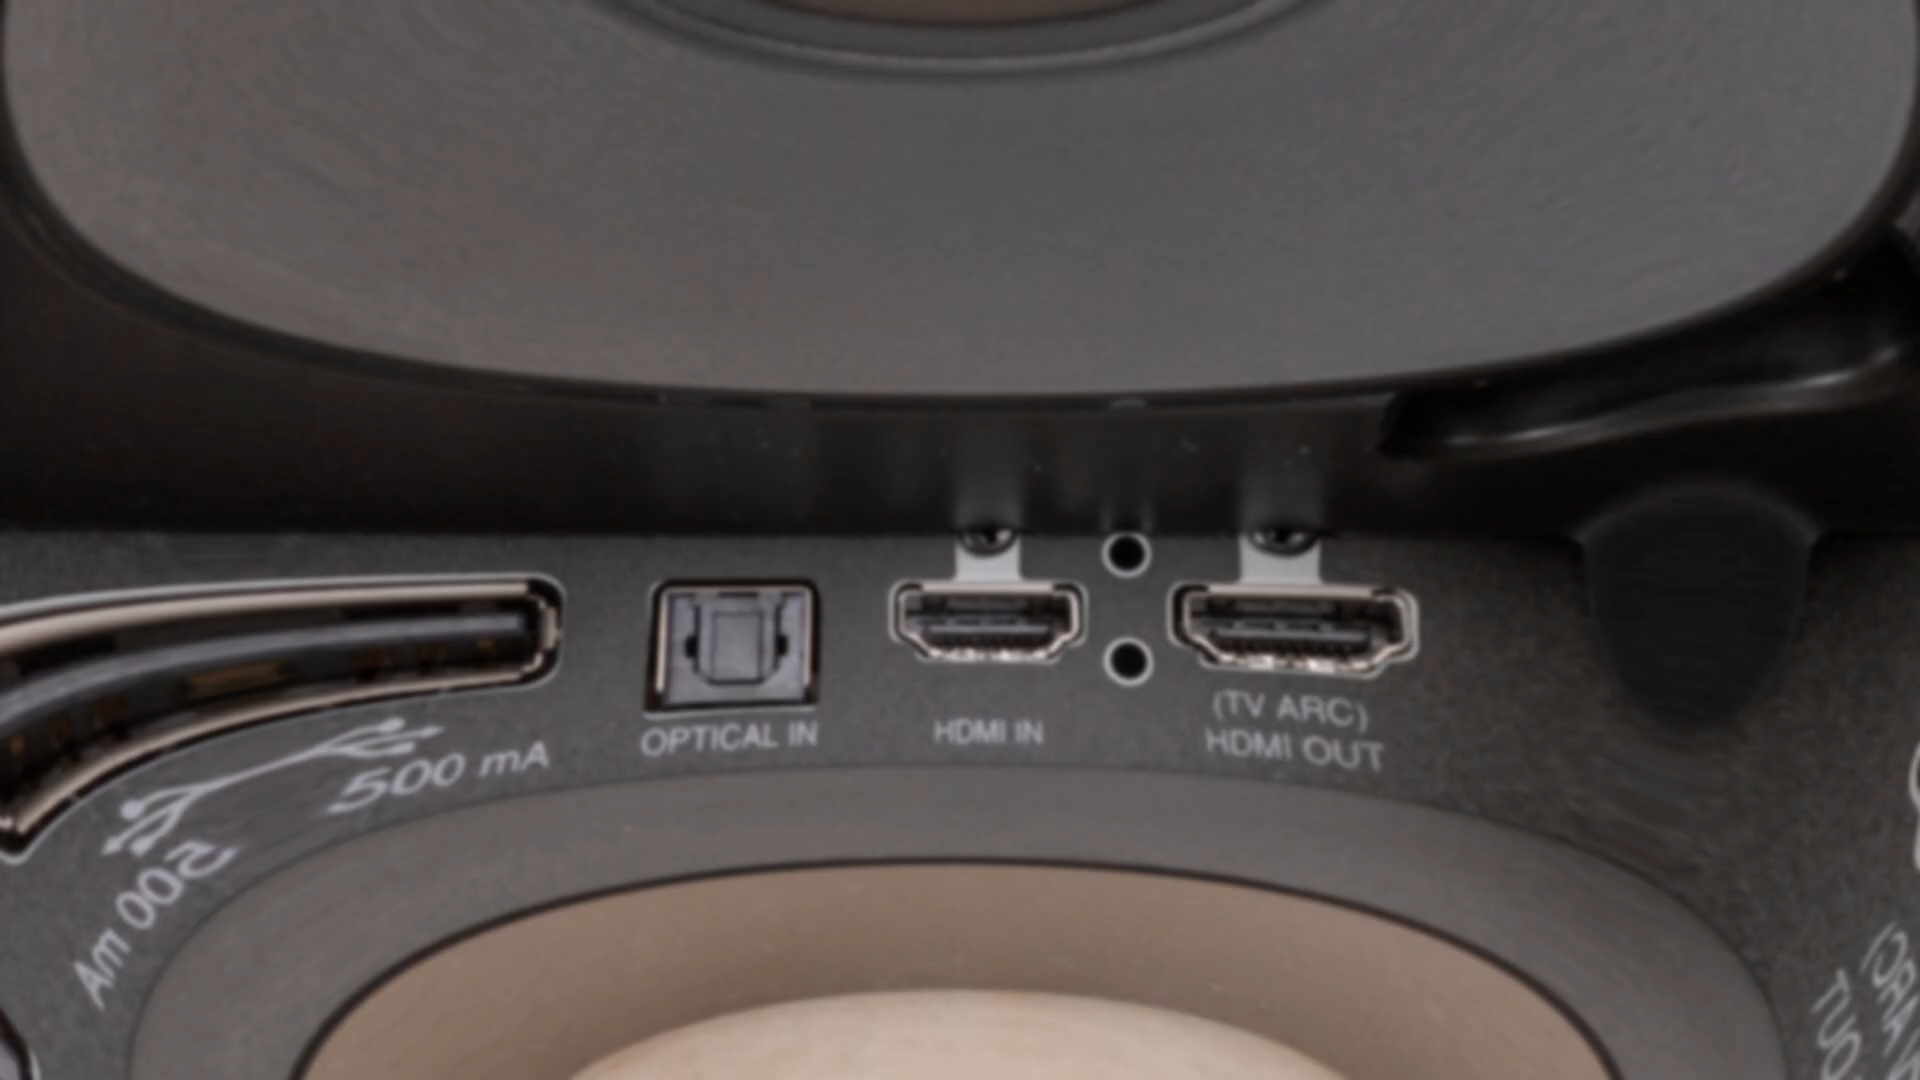 500 mA
OPTICAL IN
HDMI IN
(TV ARC)
HDMI OUT
500 mA